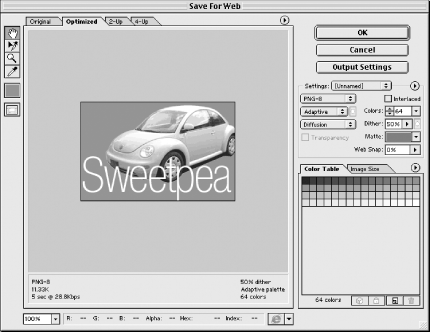 Save For Web
Original Optimized 2-Up 4-Up
OK
Cancel
Output Settings
Settings: [Unnamed]
PNG-8 Interlaced
Adaptive Colors: 64
Diffusion Dither: 50%
Transparency Matte:
Web Snap: 0%
Color Table Image Size
Sweetpea
PNG-8 50% dither
11.33K Adaptive palette
5 sec @ 28.8Kbps 64 colors
64 colors
100% R: -- G: -- B: -- Alpha: -- Hex: -- Index: --